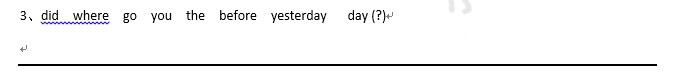 3、did where go you the before yesterday day (?)↵
↵